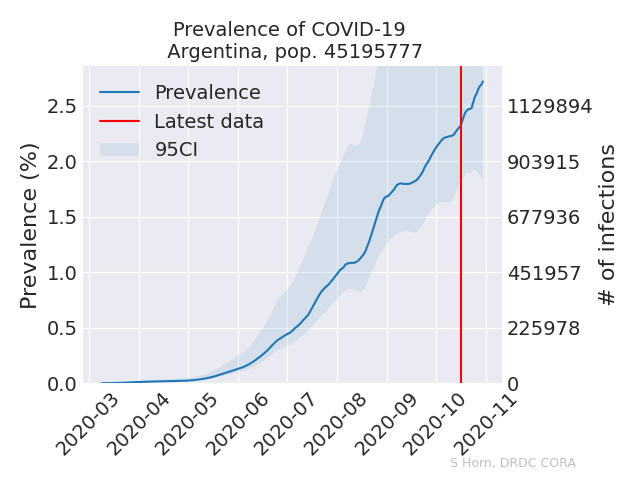 Prevalence of COVID-19
Argentina, pop. 45195777
Prevalence (%)
2.5
2.0
1.5
1.0
0.5
0.0
Prevalence
Latest data
95CI
1129894
903915
677936
451957
225978
0
# of infections
2020-03
2020-04
2020-05
2020-06
2020-07
2020-08
2020-09
2020-10
2020-11
S Horn, DRDC CORA